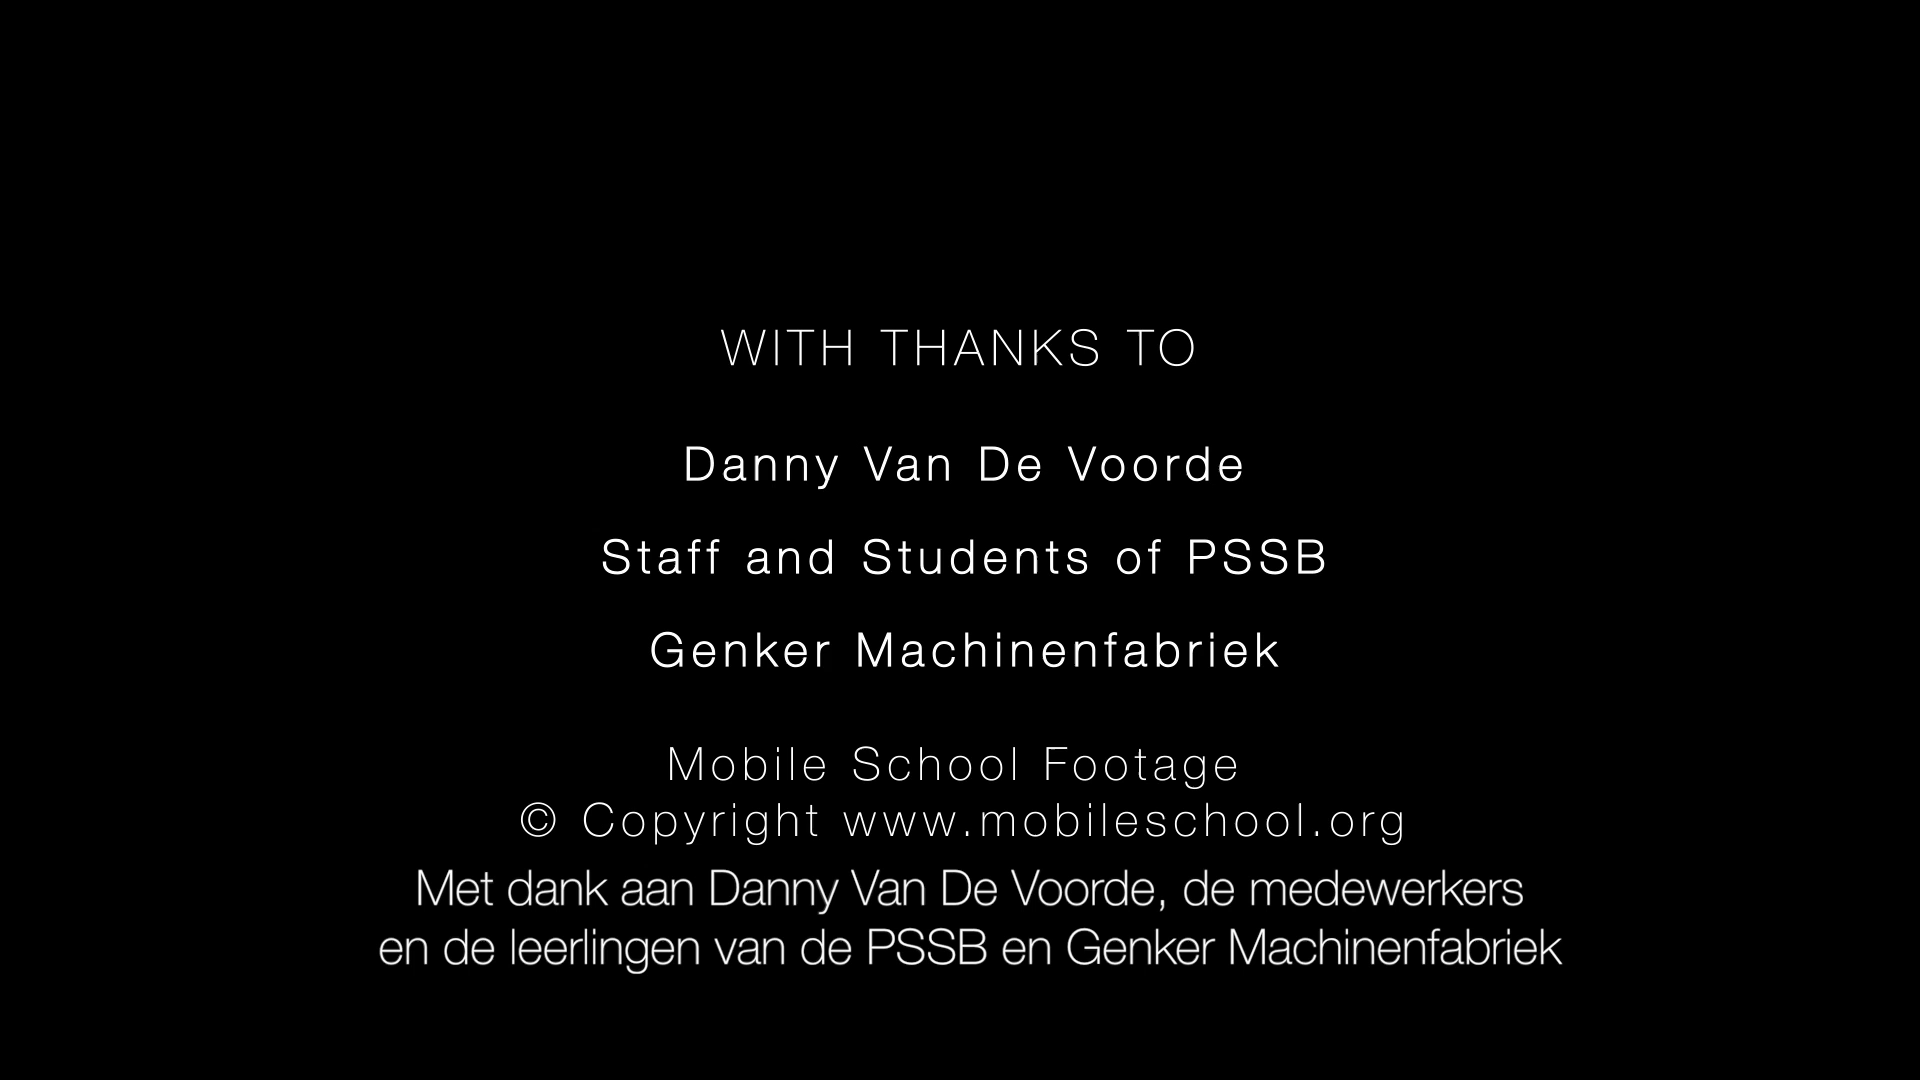 WITH THANKS TO
Danny Van De Voorde
Staff and Students of PSSB
Genker Machinenfabriek
Mobile School Footage
© Copyright www.mobileschool.org
Met dank aan Danny Van De Voorde, de medewerkers
en de leerlingen van de PSSB en Genker Machinenfabriek